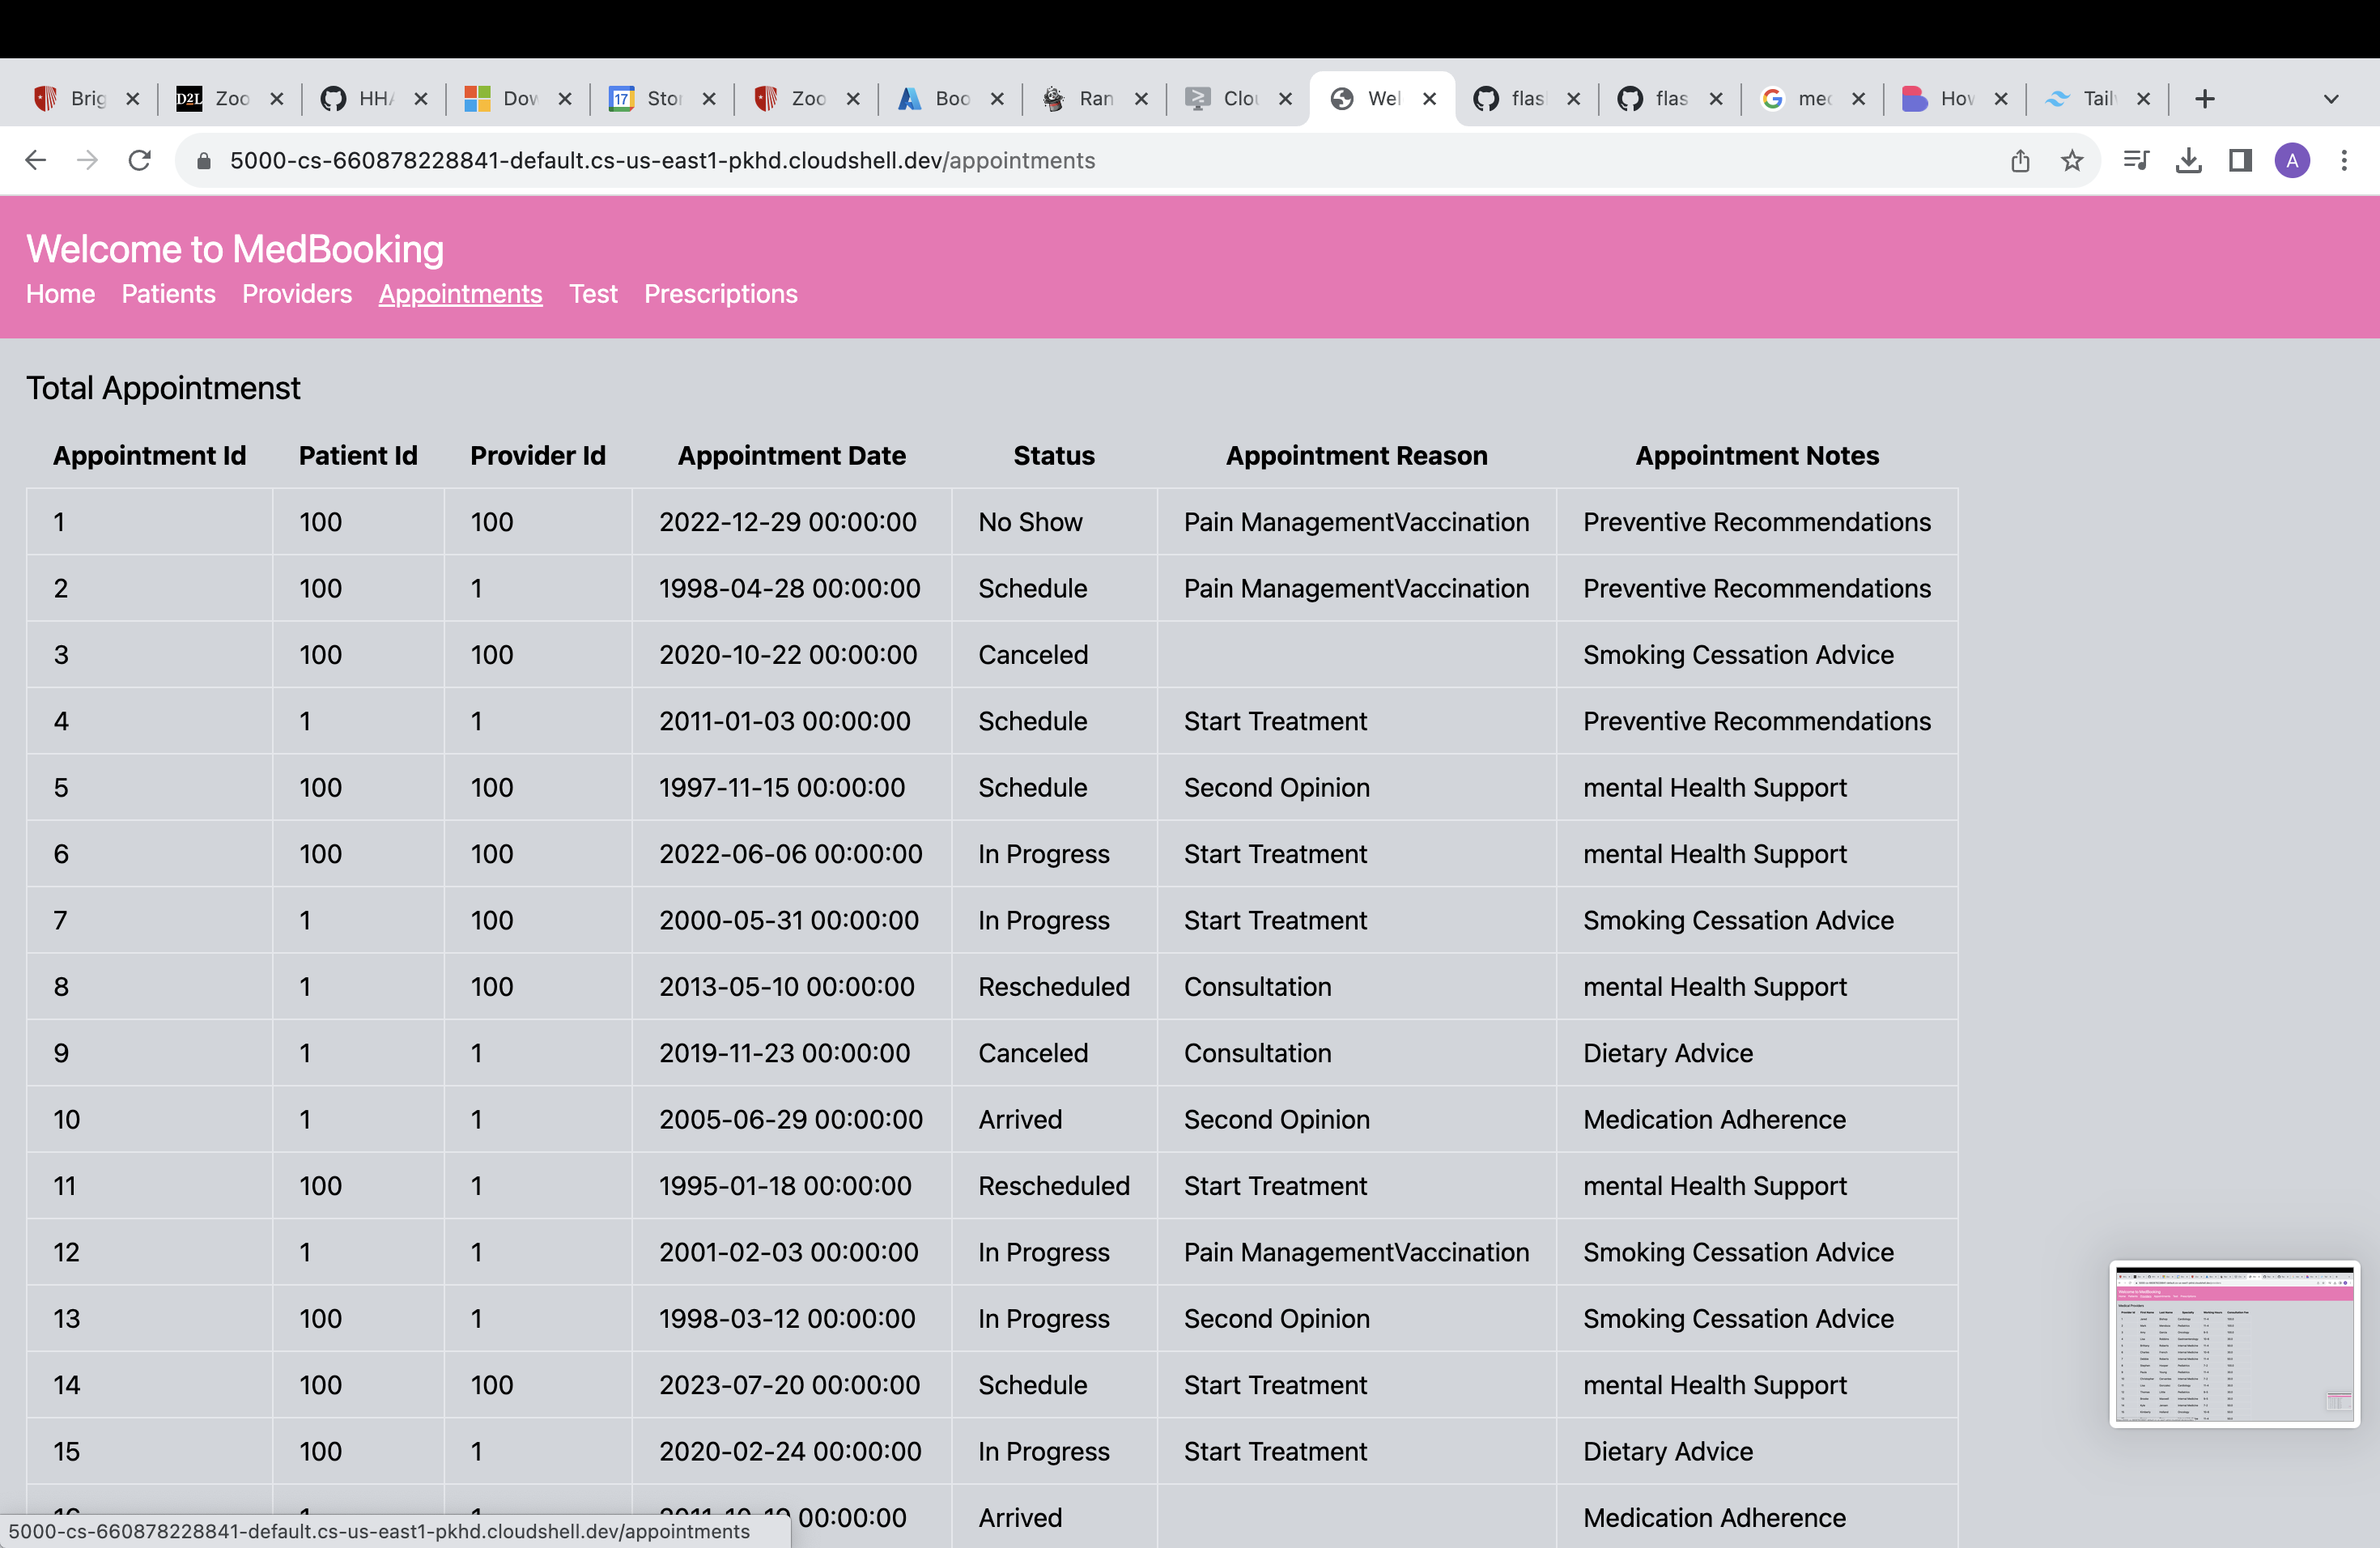 Brig
D2L Zoo
HHA
Dow
17 Stor
Zoo
Boo
Ran
Clou
Wel
flas
flas
med
How
Tail
5000-cs-660878228841-default.cs-us-east1-pkhd.cloudshell.dev/appointments
A
Welcome to MedBooking
Home Patients Providers Appointments Test Prescriptions
Total Appointmenst
Appointment Id Patient Id Provider Id Appointment Date Status Appointment Reason Appointment Notes
1 100 100 2022-12-29 00:00:00 No Show Pain ManagementVaccination Preventive Recommendations
2 100 1 1998-04-28 00:00:00 Schedule Pain ManagementVaccination Preventive Recommendations
3 100 100 2020-10-22 00:00:00 Canceled Smoking Cessation Advice
4 1 1 2011-01-03 00:00:00 Schedule Start Treatment Preventive Recommendations
5 100 100 1997-11-15 00:00:00 Schedule Second Opinion mental Health Support
6 100 100 2022-06-06 00:00:00 In Progress Start Treatment mental Health Support
7 1 100 2000-05-31 00:00:00 In Progress Start Treatment Smoking Cessation Advice
8 1 100 2013-05-10 00:00:00 Rescheduled Consultation mental Health Support
9 1 1 2019-11-23 00:00:00 Canceled Consultation Dietary Advice
10 1 1 2005-06-29 00:00:00 Arrived Second Opinion Medication Adherence
11 100 1 1995-01-18 00:00:00 Rescheduled Start Treatment mental Health Support
12 1 1 2001-02-03 00:00:00 In Progress Pain ManagementVaccination Smoking Cessation Advice
13 100 1 1998-03-12 00:00:00 In Progress Second Opinion Smoking Cessation Advice
14 100 100 2023-07-20 00:00:00 Schedule Start Treatment mental Health Support
15 100 1 2020-02-24 00:00:00 In Progress Start Treatment Dietary Advice
16 1 1 2011-10-19 00:00:00 Arrived Medication Adherence
5000-cs-660878228841-default.cs-us-east1-pkhd.cloudshell.dev/appointments